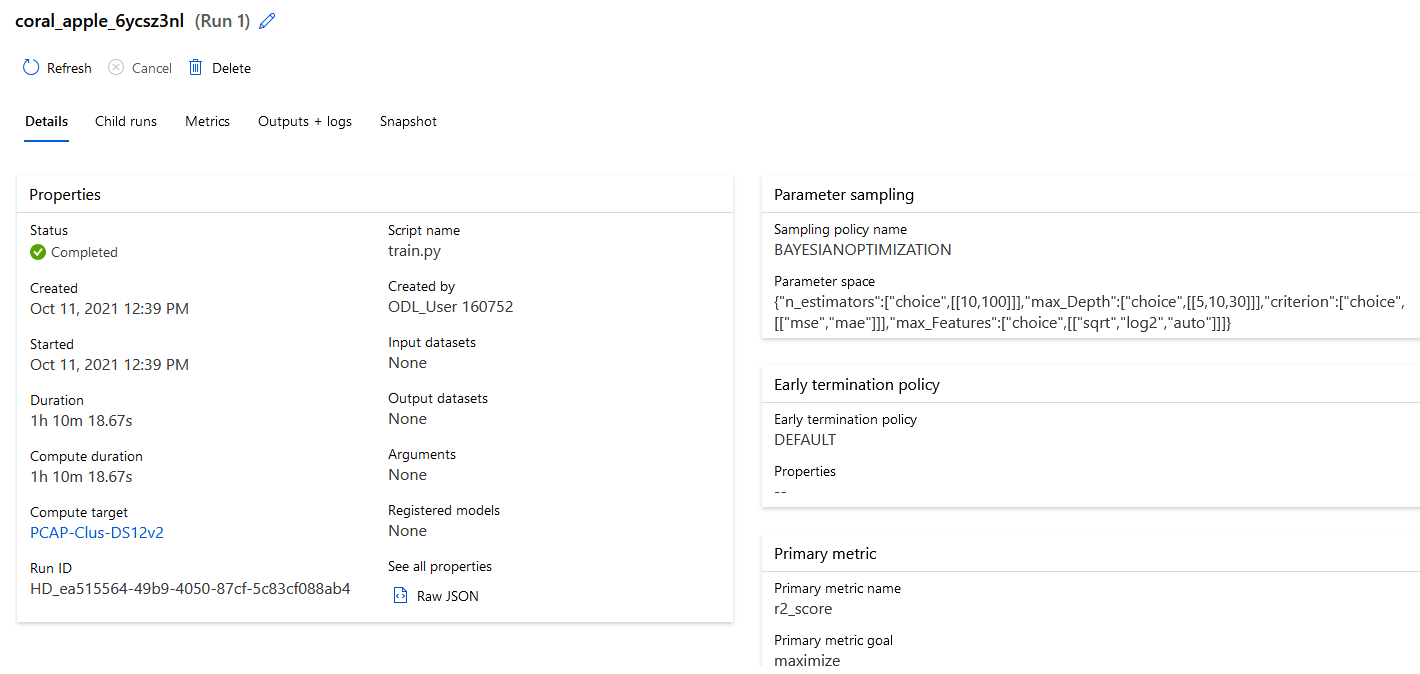 coral_apple_6ycsz3nl (Run 1)
Refresh Cancel Delete
Details Child runs Metrics Outputs + logs Snapshot
Properties
Status
Completed
Created
Oct 11, 2021 12:39 PM
Started
Oct 11, 2021 12:39 PM
Duration
1h 10m 18.67s
Compute duration
1h 10m 18.67s
Compute target
PCAP-Clus-DS12v2
Run ID
HD_ea515564-49b9-4050-87cf-5c83cf088ab4
Script name
train.py
Created by
ODL_User 160752
Input datasets
None
Output datasets
None
Arguments
None
Registered models
None
See all properties
Raw JSON
Parameter sampling
Sampling policy name
BAYESIANOPTIMIZATION
Parameter space
{"n_estimators":["choice",[[10,100]]],"max_Depth":["choice",[[5,10,30]]],"criterion":["choice",
[["mse","mae"]]],"max_Features":["choice",[["sqrt","log2","auto"]]]}
Early termination policy
Early termination policy
DEFAULT
Properties
--
Primary metric
Primary metric name
r2_score
Primary metric goal
maximize